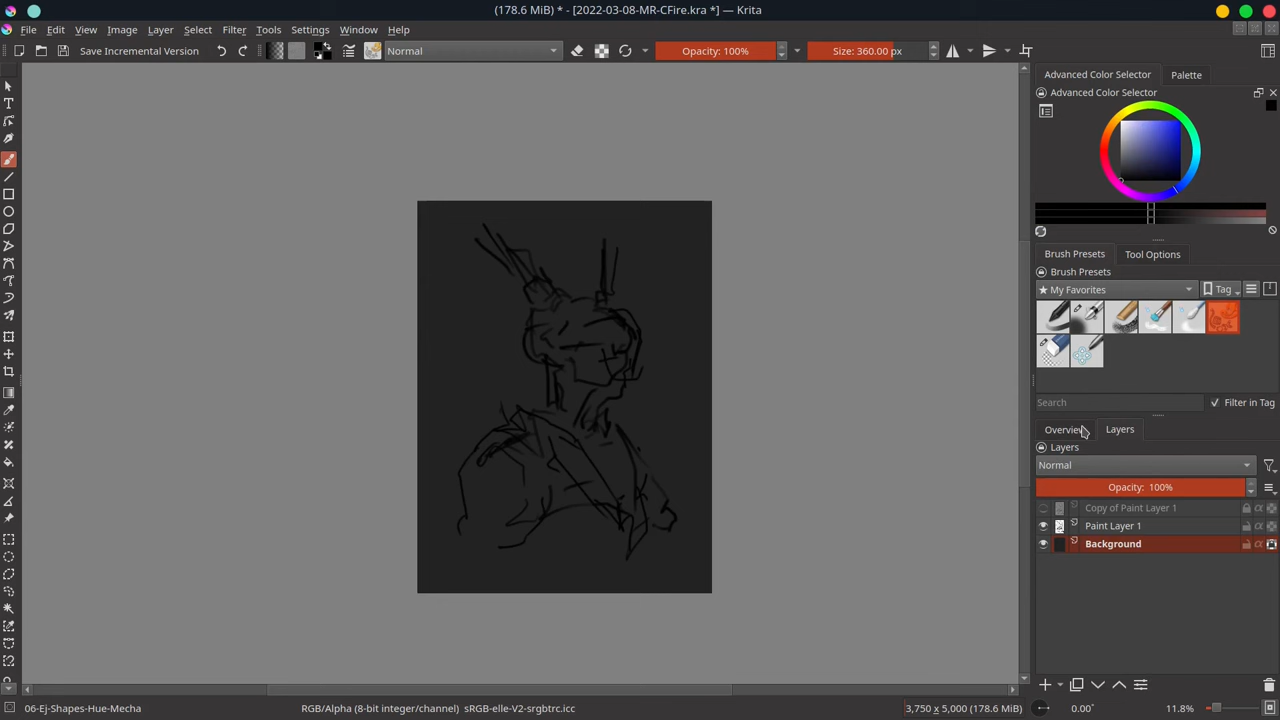 (178.6 MiB) * - [2022-03-08-MR-CFire.kra *] — Krita
File Edit View Image Layer Select Filter Tools Settings Window Help
Save Incremental Version Normal Opacity: 100% Size: 360.00 px
Advanced Color Selector Palette
Advanced Color Selector
Brush Presets Tool Options
Brush Presets
★ My Favorites Tag
Search Filter in Tag
Overview Layers
Layers
Normal
Opacity: 100%
Copy of Paint Layer 1
Paint Layer 1
Background
06-Ej-Shapes-Hue-Mecha RGB/Alpha (8-bit integer/channel) sRGB-elle-V2-srgbtrc.icc 3,750 x 5,000 (178.6 MiB) 0.00° 11.8%